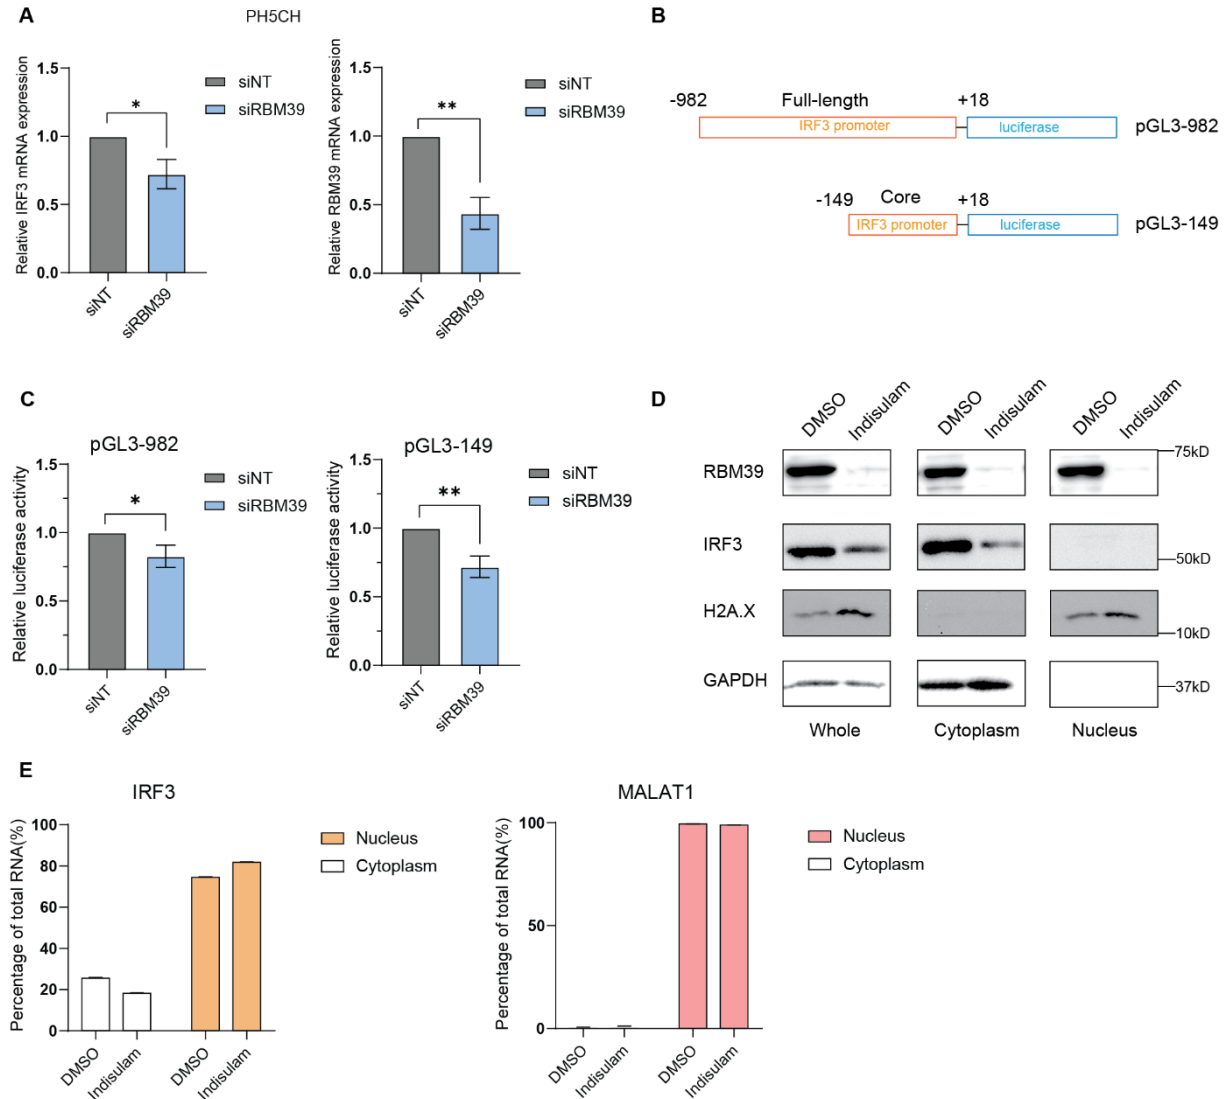 A
PH5CH
Relative IRF3 mRNA expression
1.5
1.0
0.5
0.0
*
siNT
siRBM39
siNT
siRBM39
Relative RBM39 mRNA expression
1.5
1.0
0.5
0.0
**
siNT
siRBM39
siNT
siRBM39
B
-982 Full-length +18
IRF3 promoter luciferase pGL3-982
-149 Core +18
IRF3 promoter luciferase pGL3-149
C
pGL3-982
Relative luciferase activity
1.5
1.0
0.5
0.0
*
siNT
siRBM39
siNT
siRBM39
pGL3-149
Relative luciferase activity
1.5
1.0
0.5
0.0
**
siNT
siRBM39
siNT
siRBM39
D
DMSO Indisulam DMSO Indisulam DMSO Indisulam
RBM39 75kD
IRF3 50kD
H2A.X 10kD
GAPDH 37kD
Whole Cytoplasm Nucleus
E
IRF3
Percentage of total RNA(%)
100
80
60
40
20
0
Nucleus
Cytoplasm
DMSO Indisulam DMSO Indisulam
MALAT1
Percentage of total RNA(%)
100
50
0
Nucleus
Cytoplasm
DMSO Indisulam DMSO Indisulam